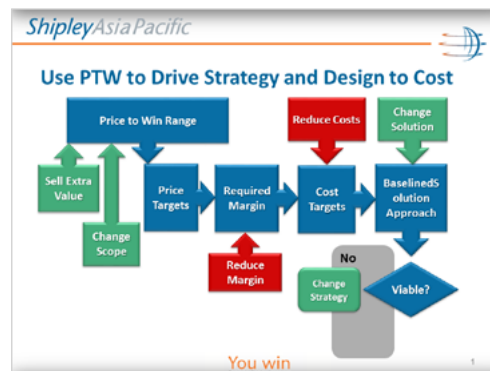 Shipley Asia Pacific
Use PTW to Drive Strategy and Design to Cost
Price to Win Range
Reduce Costs
Change
Solution
Sell Extra
Value
Price
Targets
Required
Margin
Cost
Targets
BaselinedS
olution
Approach
Change
Scope
Reduce
Margin
No
Change
Strategy
Viable?
You win
1